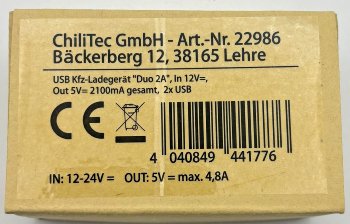 ChiliTec GmbH - Art.-Nr. 22986
Bäckerberg 12, 38165 Lehre
USB Kfz-Ladegerät "Duo 2A", In 12V=,
Out 5V= 2100mA gesamt, 2x USB
CE
4 040849 441776
IN: 12-24V = OUT: 5V= max. 4,8A